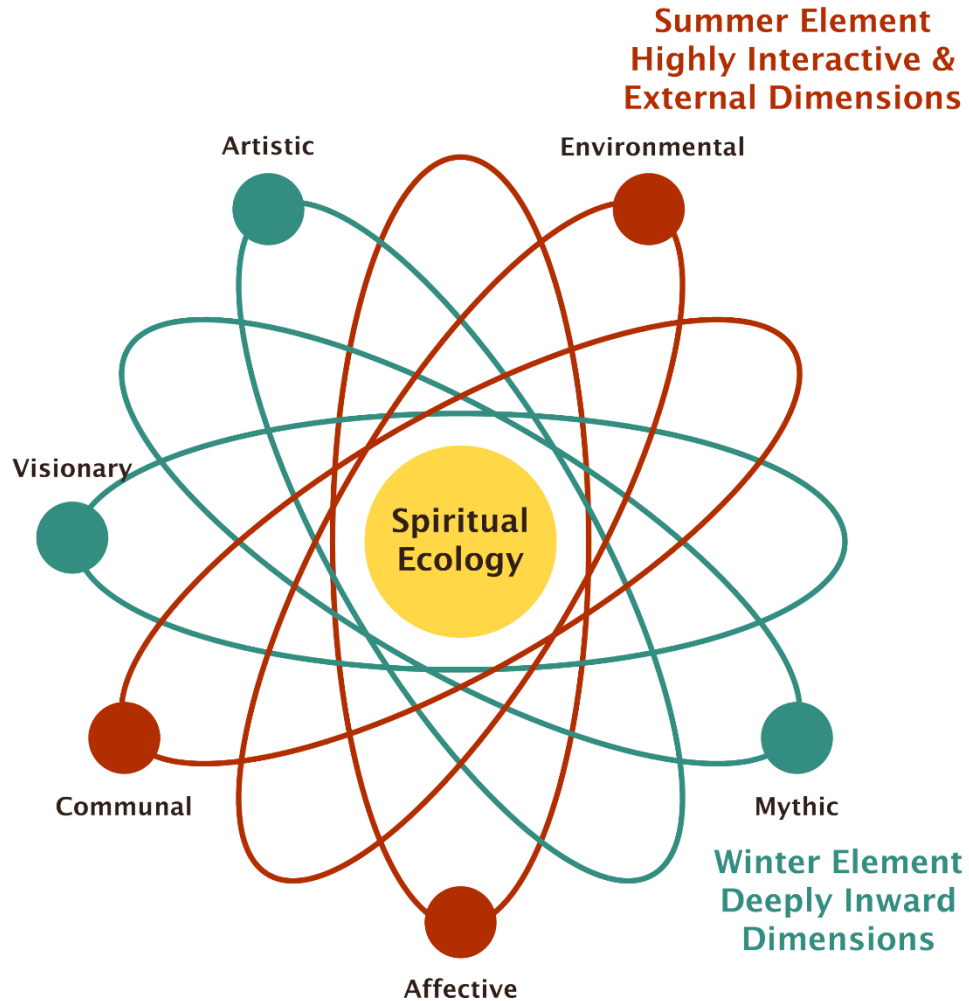 Summer Element
Highly Interactive &
External Dimensions
Artistic
Environmental
Visionary
Spiritual
Ecology
Communal
Mythic
Winter Element
Deeply Inward
Dimensions
Affective